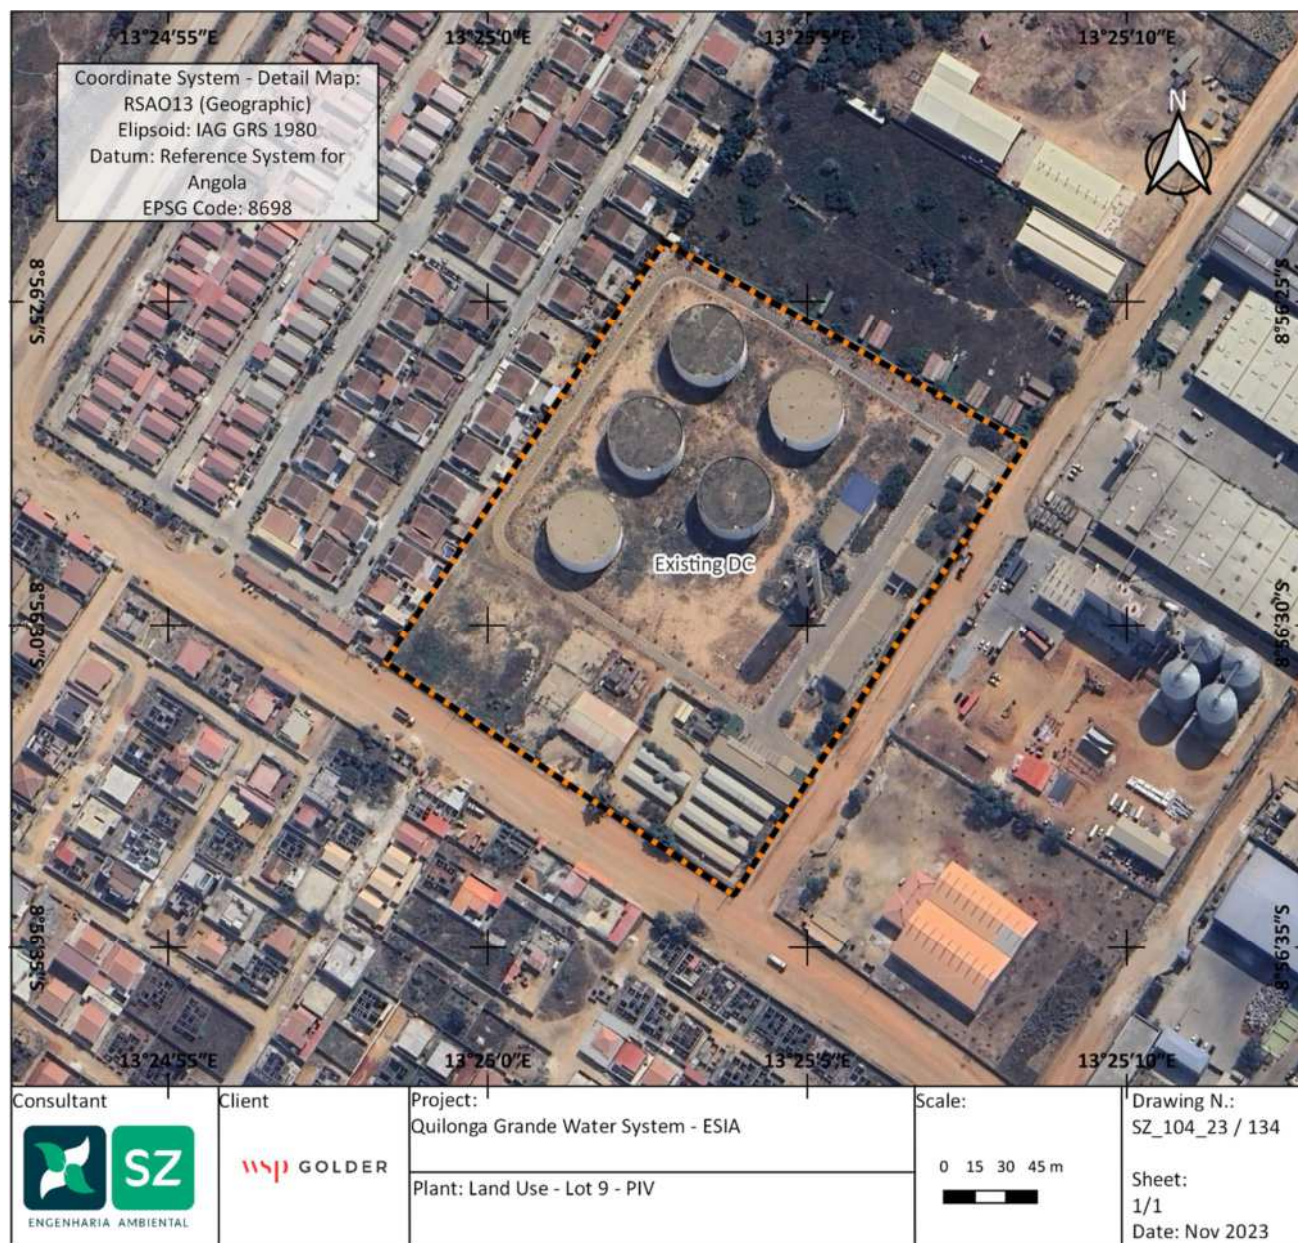 13°24'55"E 13°25'0"E 13°25'5"E 13°25'10"E
Coordinate System - Detail Map:
RSAO13 (Geographic)
Elipsoid: IAG GRS 1980
Datum: Reference System for
Angola
EPSG Code: 8698
N
8°56'25"S 8°56'25"S
Existing DC
8°56'30"S 8°56'30"S
8°56'35"S 8°56'35"S
13°24'55"E 13°25'0"E 13°25'5"E 13°25'10"E
Consultant
SZ
ENGENHARIA AMBIENTAL
Client
wsp GOLDER
Project:
Quilonga Grande Water System - ESIA
Plant: Land Use - Lot 9 - PIV
Scale:
0 15 30 45 m
Drawing N.:
SZ_104_23 / 134
Sheet:
1/1
Date: Nov 2023